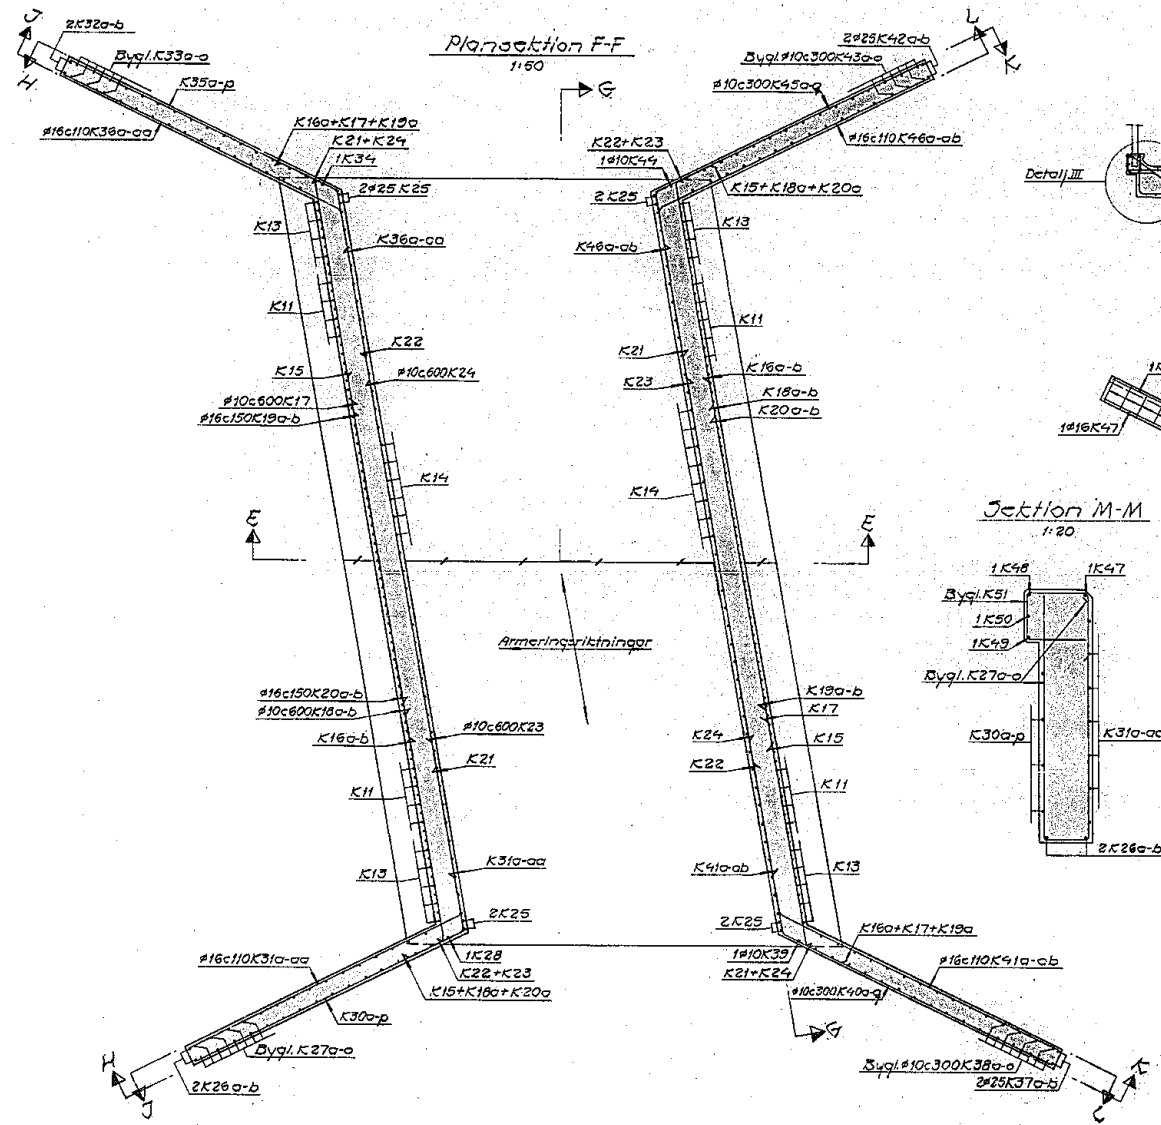 Plansektion F-F
1:50
J
H
2K32a-b
Bygl.K33a-o
K35a-p
ø16c110K36a-aa
K16a+K17+K19a
K21+K24
1K34
2ø25K25
G
L
K
2ø25K42a-b
Bygl.ø10c300K43a-o
ø10c300K45a-q
ø16c110K46a-ab
K22+K23
1ø10K44
K15+K18a+K20a
2K25
Detalj III
K13
K36a-aa
K46a-ab
K13
K11
K11
K22
K21
K15
ø10c600K24
K23
K16a-b
ø10c600K17
K18a-b
ø16c150K19a-b
K20a-b
1ø16K47
K14
K14
E
E
Sektion M-M
1:20
1K48
1K47
Bygl.K51
1K50
1K49
Bygl.K27a-o
K30a-p
K31a-aa
2K26a-b
Armeringsriktningar
ø16c150K20a-b
K19a-b
ø10c600K18a-b
K17
K16a-b
ø10c600K23
K24
K15
K21
K22
K11
K11
K13
K31a-aa
K41a-ab
K13
2K25
2K25
K16a+K17+K19a
ø16c110K31a-aa
1K28
1ø10K39
ø16c110K41a-ab
K22+K23
K21+K24
K15+K18a+K20a
ø10c300K40a-q
K30a-p
G
Bygl.K27a-o
Bygl.ø10c300K38a-o
H
J
2K26a-b
2ø25K37a-b
K
L